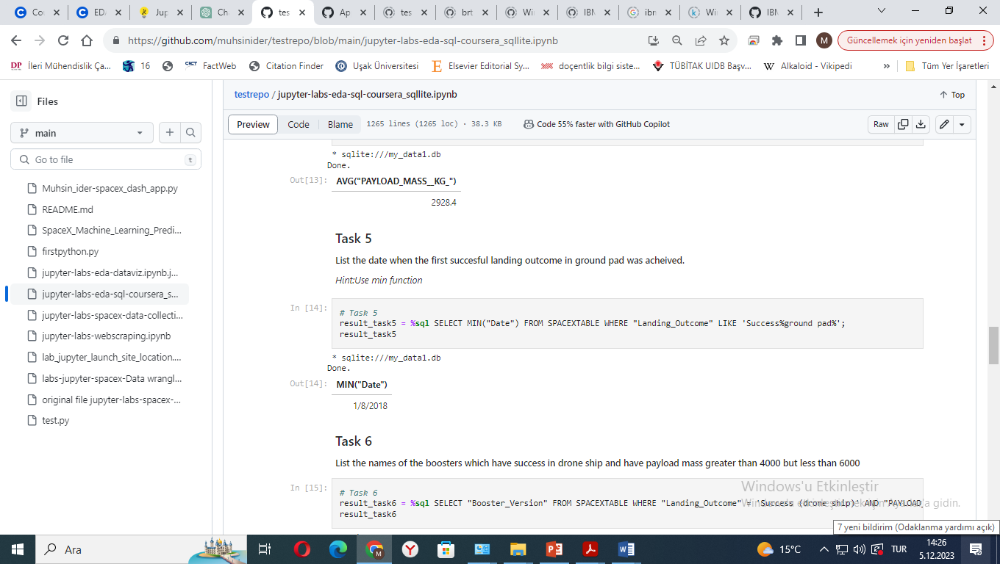 Cou
EDA
Jup
Cha
tes
Ap
tes
brt
Wi
IBN
ibn
Wi
IBN
https://github.com/muhsinider/testrepo/blob/main/jupyter-labs-eda-sql-coursera_sqllite.ipynb
M
Güncellemek için yeniden başlat
DP İleri Mühendislik Ça...
16
CACT FactWeb
Citation Finder
Uşak Üniversitesi
E Elsevier Editorial Sy...
doçentlik bilgi siste...
TÜBİTAK UIDB Başv...
W Alkaloid - Vikipedi
»
Tüm Yer İşaretleri
Files
main
Go to file
t
Muhsin_ider-spacex_dash_app.py
README.md
SpaceX_Machine_Learning_Predi...
firstpython.py
jupyter-labs-eda-dataviz.ipynb.j...
jupyter-labs-eda-sql-coursera_s...
jupyter-labs-spacex-data-collecti...
jupyter-labs-webscraping.ipynb
lab_jupyter_launch_site_location....
labs-jupyter-spacex-Data wrangl...
original file jupyter-labs-spacex-...
test.py
testrepo / jupyter-labs-eda-sql-coursera_sqllite.ipynb
Top
Preview Code Blame 1265 lines (1265 loc) · 38.3 KB Code 55% faster with GitHub Copilot
Raw
* sqlite:///my_data1.db
Done.
Out[13]: AVG("PAYLOAD_MASS__KG_")
2928.4
Task 5
List the date when the first succesful landing outcome in ground pad was acheived.
Hint:Use min function
In [14]:
# Task 5
result_task5 = %sql SELECT MIN("Date") FROM SPACEXTABLE WHERE "Landing_Outcome" LIKE 'Success%ground pad%';
result_task5
* sqlite:///my_data1.db
Done.
Out[14]: MIN("Date")
1/8/2018
Task 6
List the names of the boosters which have success in drone ship and have payload mass greater than 4000 but less than 6000
In [15]:
# Task 6
result_task6 = %sql SELECT "Booster_Version" FROM SPACEXTABLE WHERE "Landing_Outcome" = 'Success (drone ship)' AND "PAYLOAD_
result_task6
Windows'u Etkinleştir
Windows'u etkinleştirmek için Ayarlar'a gidin.
7 yeni bildirim (Odaklanma yardımı açık)
Ara
M
15°C
TUR
14:26
5.12.2023